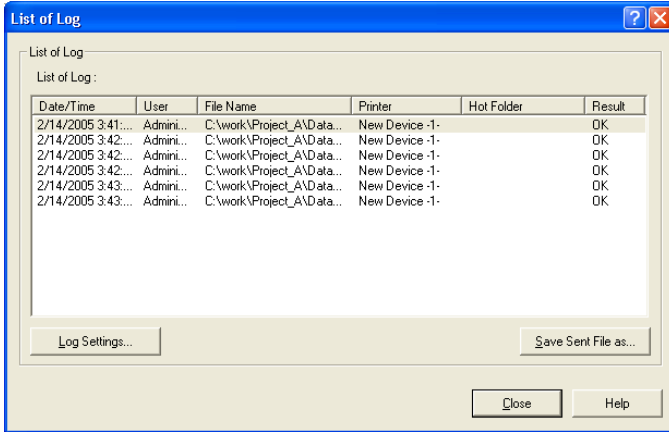 List of Log
List of Log
List of Log :
Date/Time User File Name Printer Hot Folder Result
2/14/2005 3:41:... Admini... C:\work\Project_A\Data... New Device -1- OK
2/14/2005 3:42:... Admini... C:\work\Project_A\Data... New Device -1- OK
2/14/2005 3:42:... Admini... C:\work\Project_A\Data... New Device -1- OK
2/14/2005 3:42:... Admini... C:\work\Project_A\Data... New Device -1- OK
2/14/2005 3:43:... Admini... C:\work\Project_A\Data... New Device -1- OK
2/14/2005 3:43:... Admini... C:\work\Project_A\Data... New Device -1- OK
Log Settings... Save Sent File as...
Close Help